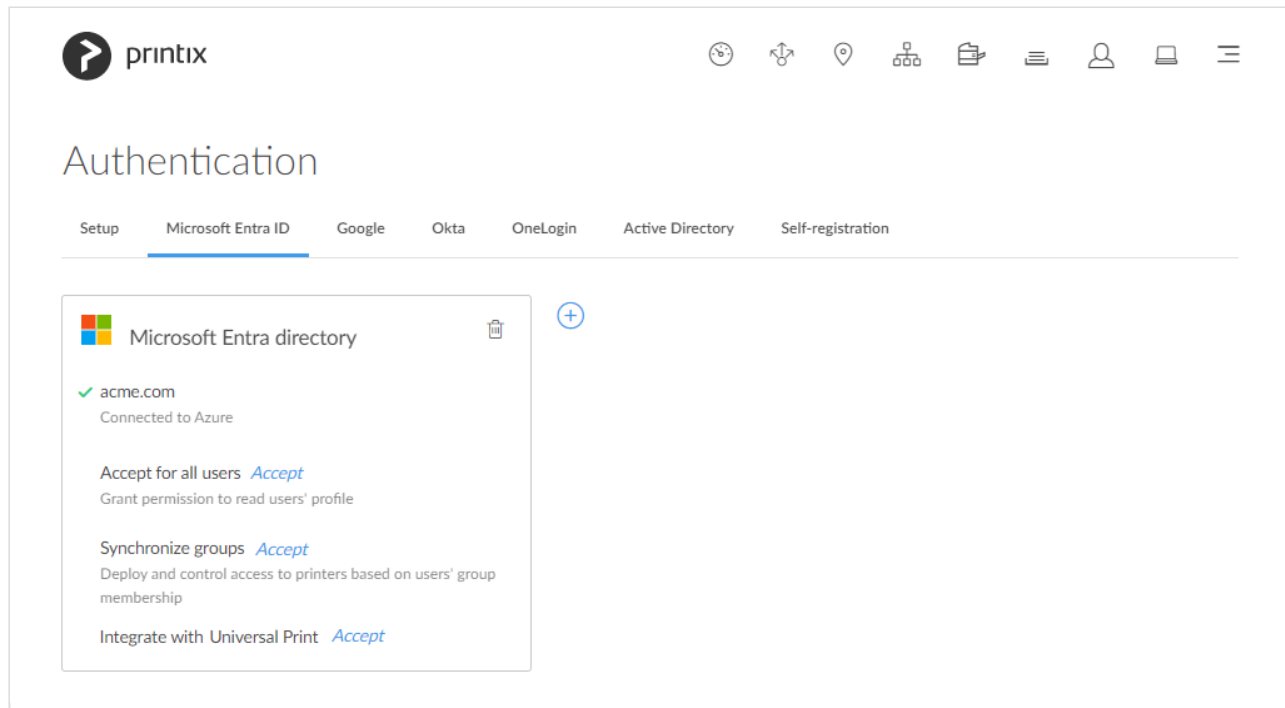 printix
Authentication
Setup Microsoft Entra ID Google Okta OneLogin Active Directory Self-registration
Microsoft Entra directory
acme.com
Connected to Azure
Accept for all users Accept
Grant permission to read users' profile
Synchronize groups Accept
Deploy and control access to printers based on users' group
membership
Integrate with Universal Print Accept